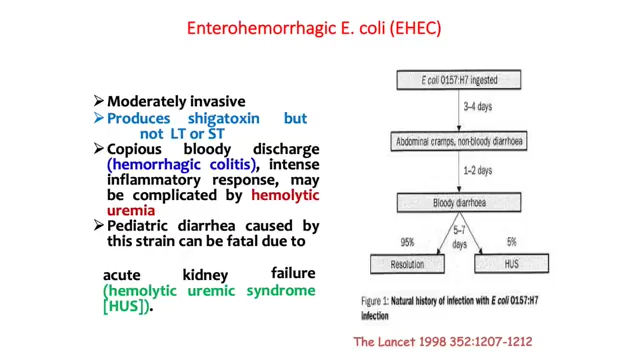 Enterohemorrhagic E. coli (EHEC)
➢Moderately invasive
➢Produces shigatoxin but
not LT or ST
➢Copious bloody discharge
(hemorrhagic colitis), intense
inflammatory response, may
be complicated by hemolytic
uremia
➢Pediatric diarrhea caused by
this strain can be fatal due to
acute kidney failure
(hemolytic uremic syndrome
[HUS]).
E coli 0157:H7 ingested
3–4 days
Abdominal cramps, non-bloody diarrhoea
1–2 days
Bloody diarrhoea
5–7
95% days 5%
Resolution HUS
Figure 1: Natural history of infection with E coli 0157:H7
infection
The Lancet 1998 352:1207-1212